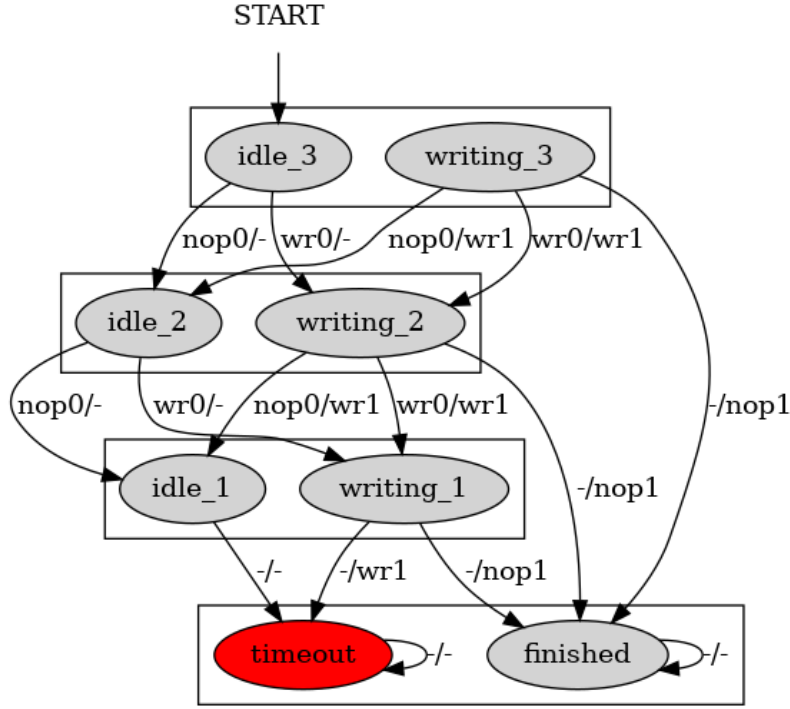 START
idle_3
writing_3
nop0/-
wr0/-
nop0/wr1
wr0/wr1
idle_2
writing_2
nop0/-
wr0/-
nop0/wr1
wr0/wr1
-/nop1
idle_1
writing_1
-/nop1
-/-
-/wr1
-/nop1
timeout
-/-
finished
-/-